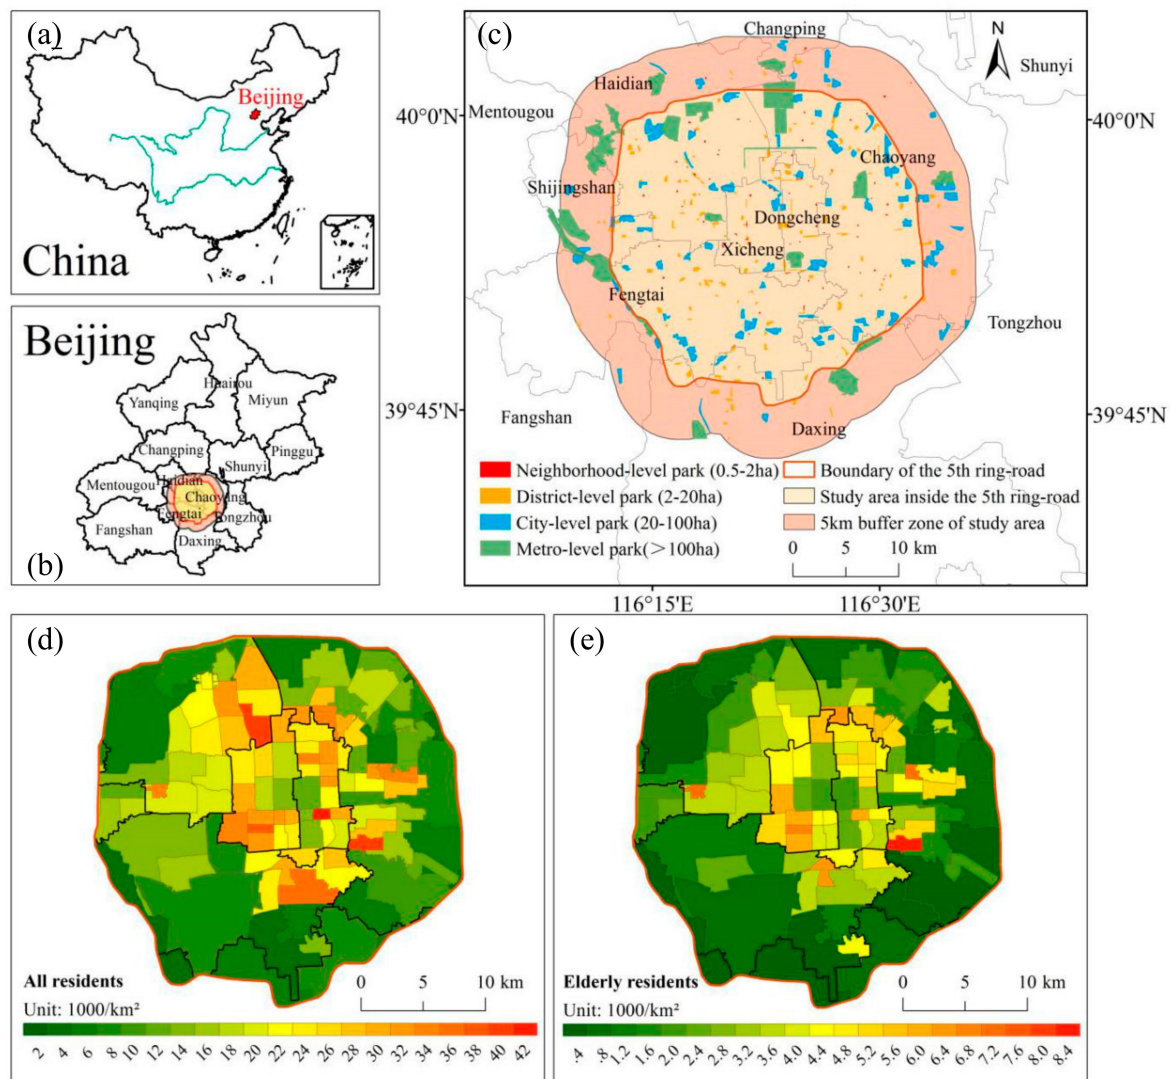 (a)
Beijing
China
Beijing
Huairou
Yanqing
Miyun
Changping
Pinggu
Shunyi
Mentougou
Haidian
Chaoyang
Fengtai
Tongzhou
Fangshan
Daxing
(b)
(c)
Changping
N
Shunyi
Haidian
Mentougou
40°0'N
40°0'N
Chaoyang
Shijingshan
Dongcheng
Xicheng
Fengtai
Tongzhou
39°45'N
39°45'N
Fangshan
Daxing
Neighborhood-level park (0.5-2ha)
District-level park (2-20ha)
City-level park (20-100ha)
Metro-level park(＞100ha)
Boundary of the 5th ring-road
Study area inside the 5th ring-road
5km buffer zone of study area
0 5 10 km
116°15'E 116°30'E
(d)
All residents
Unit: 1000/km²
0 5 10 km
2 4 6 8 10 12 14 16 18 20 22 24 26 28 30 32 34 36 38 40 42
(e)
Elderly residents
Unit: 1000/km²
0 5 10 km
.4 .8 1.2 1.6 2.0 2.4 2.8 3.2 3.6 4.0 4.4 4.8 5.2 5.6 6.0 6.4 6.8 7.2 7.6 8.0 8.4